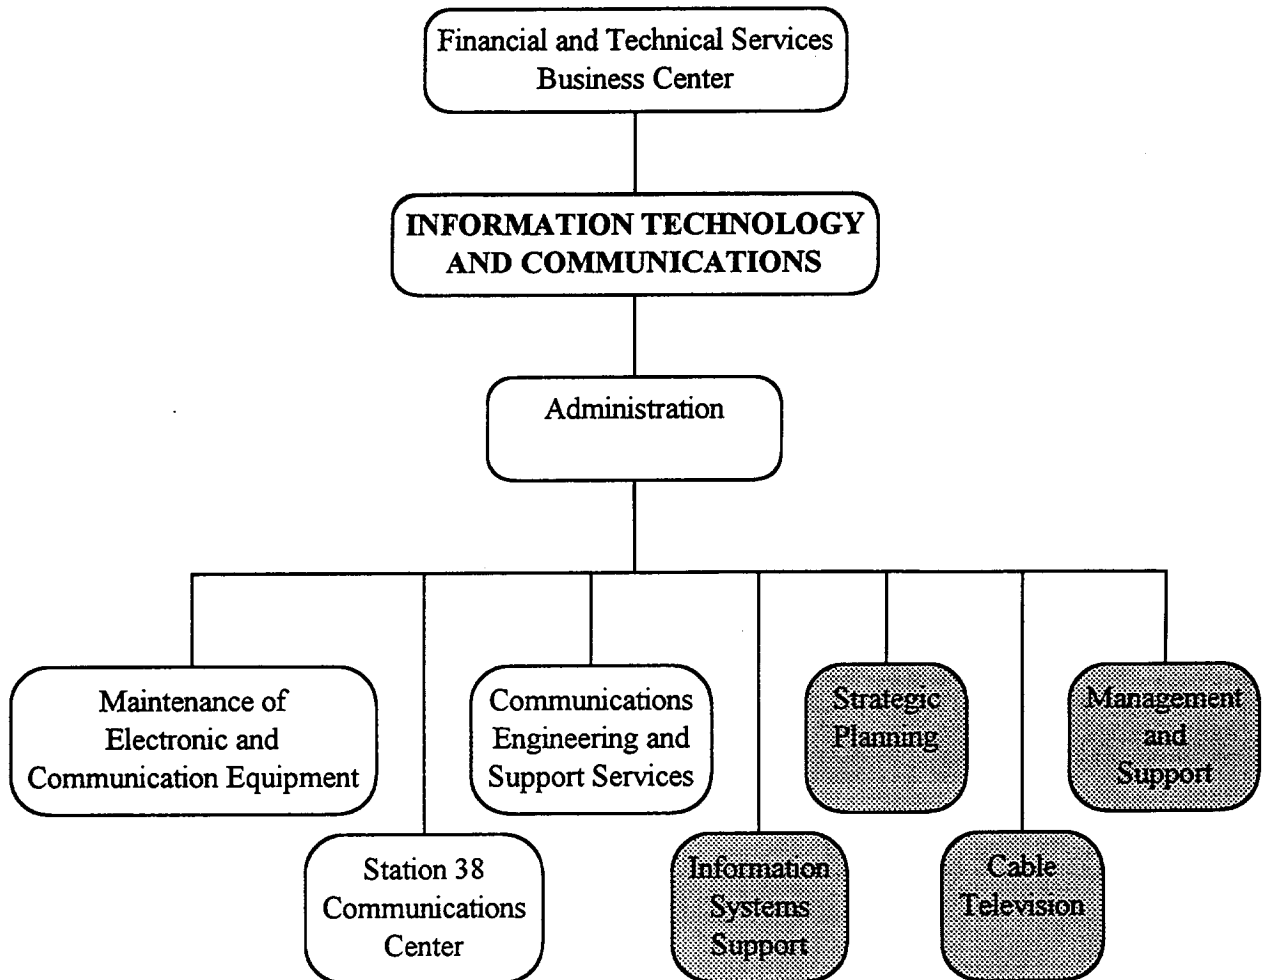 Financial and Technical Services
Business Center
INFORMATION TECHNOLOGY
AND COMMUNICATIONS
Administration
Maintenance of
Electronic and
Communication Equipment
Communications
Engineering and
Support Services
Strategic
Planning
Management
and
Support
Station 38
Communications
Center
Information
Systems
Support
Cable
Television